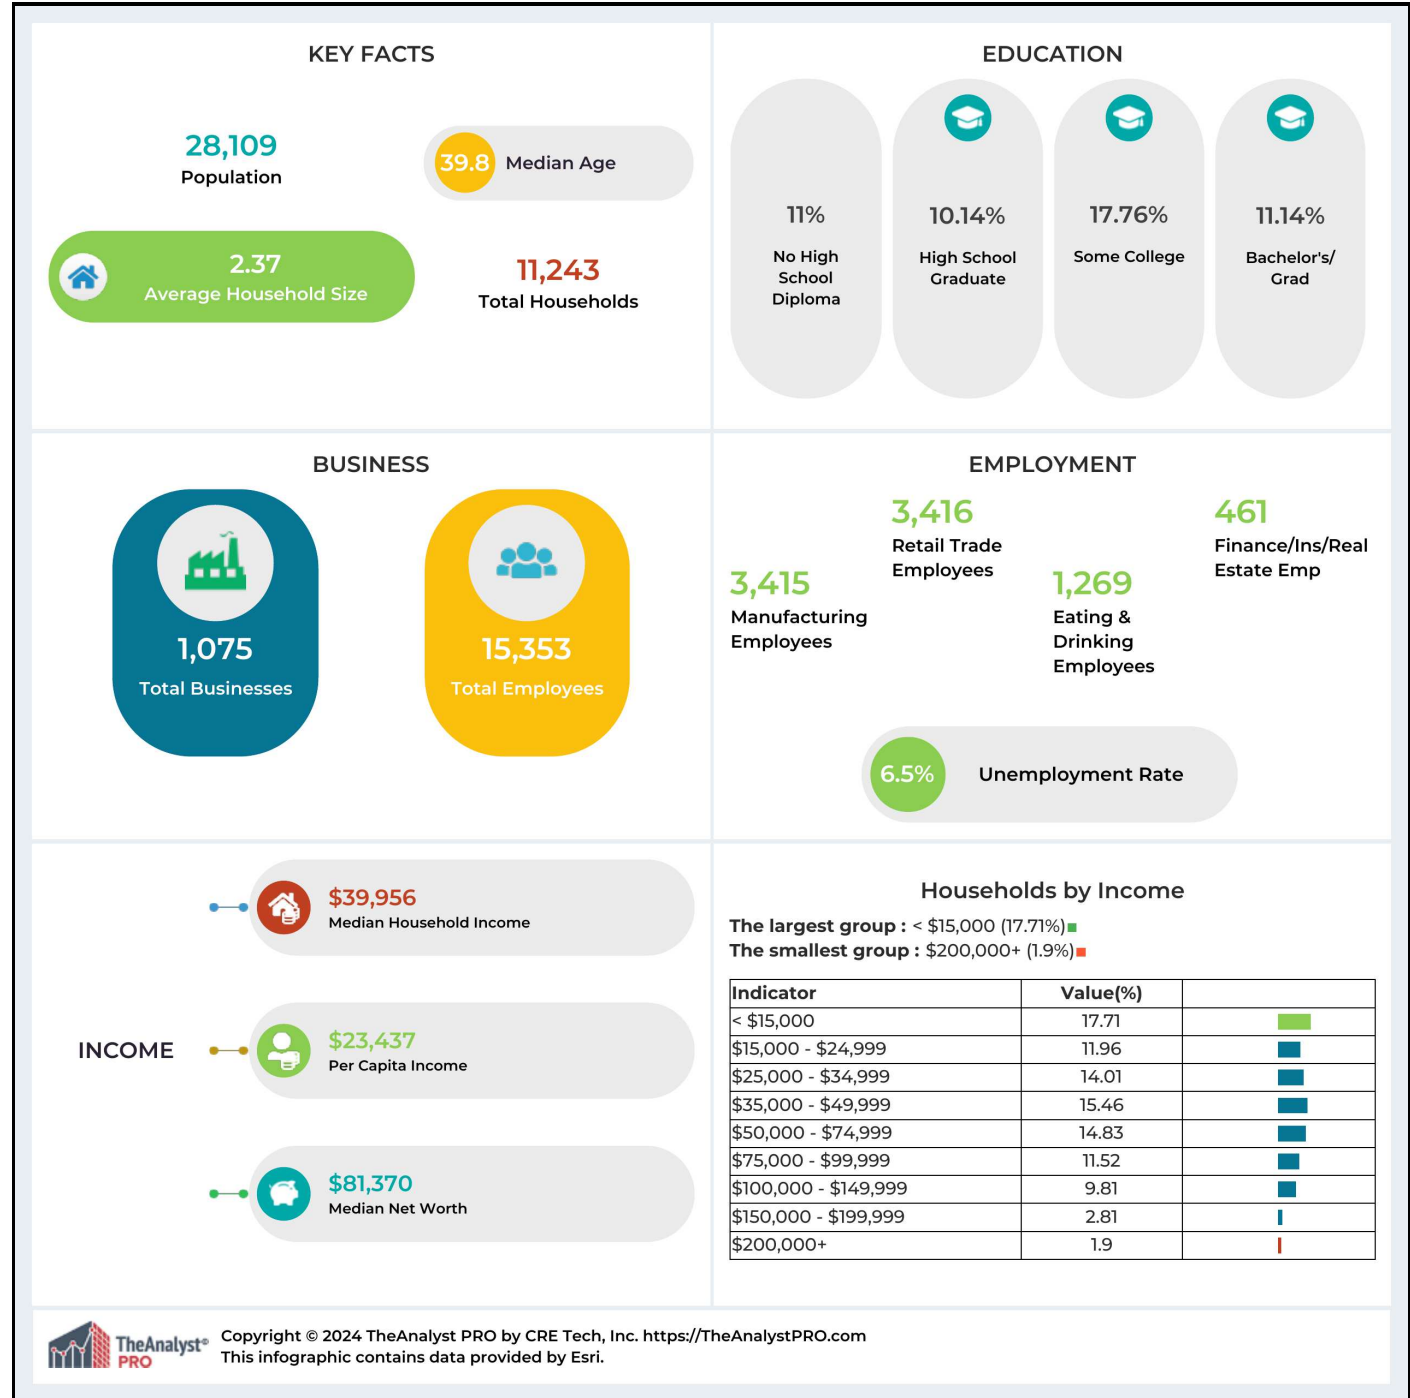 KEY FACTS
28,109
Population
39.8 Median Age
2.37
Average Household Size
11,243
Total Households
EDUCATION
11%
No High
School
Diploma
10.14%
High School
Graduate
17.76%
Some College
11.14%
Bachelor's/
Grad
BUSINESS
1,075
Total Businesses
15,353
Total Employees
EMPLOYMENT
3,415
Manufacturing
Employees
3,416
Retail Trade
Employees
1,269
Eating &
Drinking
Employees
461
Finance/Ins/Real
Estate Emp
6.5% Unemployment Rate
INCOME
$39,956
Median Household Income
$23,437
Per Capita Income
$81,370
Median Net Worth
Households by Income
The largest group : < $15,000 (17.71%)
The smallest group : $200,000+ (1.9%)
Indicator Value(%)
< $15,000 17.71
$15,000 - $24,999 11.96
$25,000 - $34,999 14.01
$35,000 - $49,999 15.46
$50,000 - $74,999 14.83
$75,000 - $99,999 11.52
$100,000 - $149,999 9.81
$150,000 - $199,999 2.81
$200,000+ 1.9
TheAnalyst®
PRO
Copyright © 2024 TheAnalyst PRO by CRE Tech, Inc. https://TheAnalystPRO.com
This infographic contains data provided by Esri.